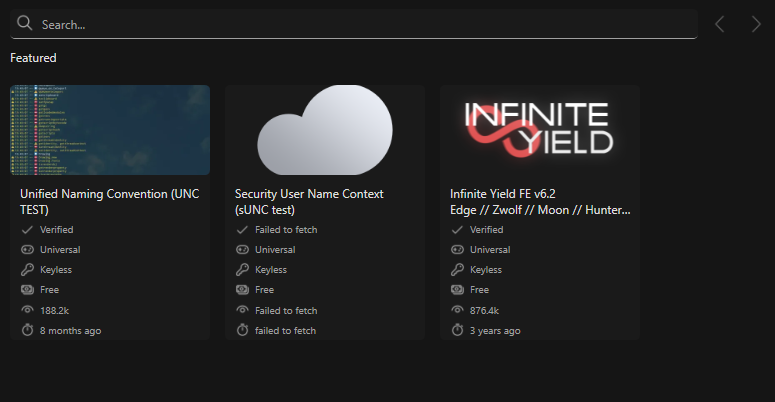 Search...
Featured
INFINITE
YIELD
Unified Naming Convention (UNC
TEST)
Verified
Universal
Keyless
Free
188.2k
8 months ago
Security User Name Context
(sUNC test)
Failed to fetch
Universal
Keyless
Free
Failed to fetch
failed to fetch
Infinite Yield FE v6.2
Edge // Zwolf // Moon // Hunter...
Verified
Universal
Keyless
Free
876.4k
3 years ago